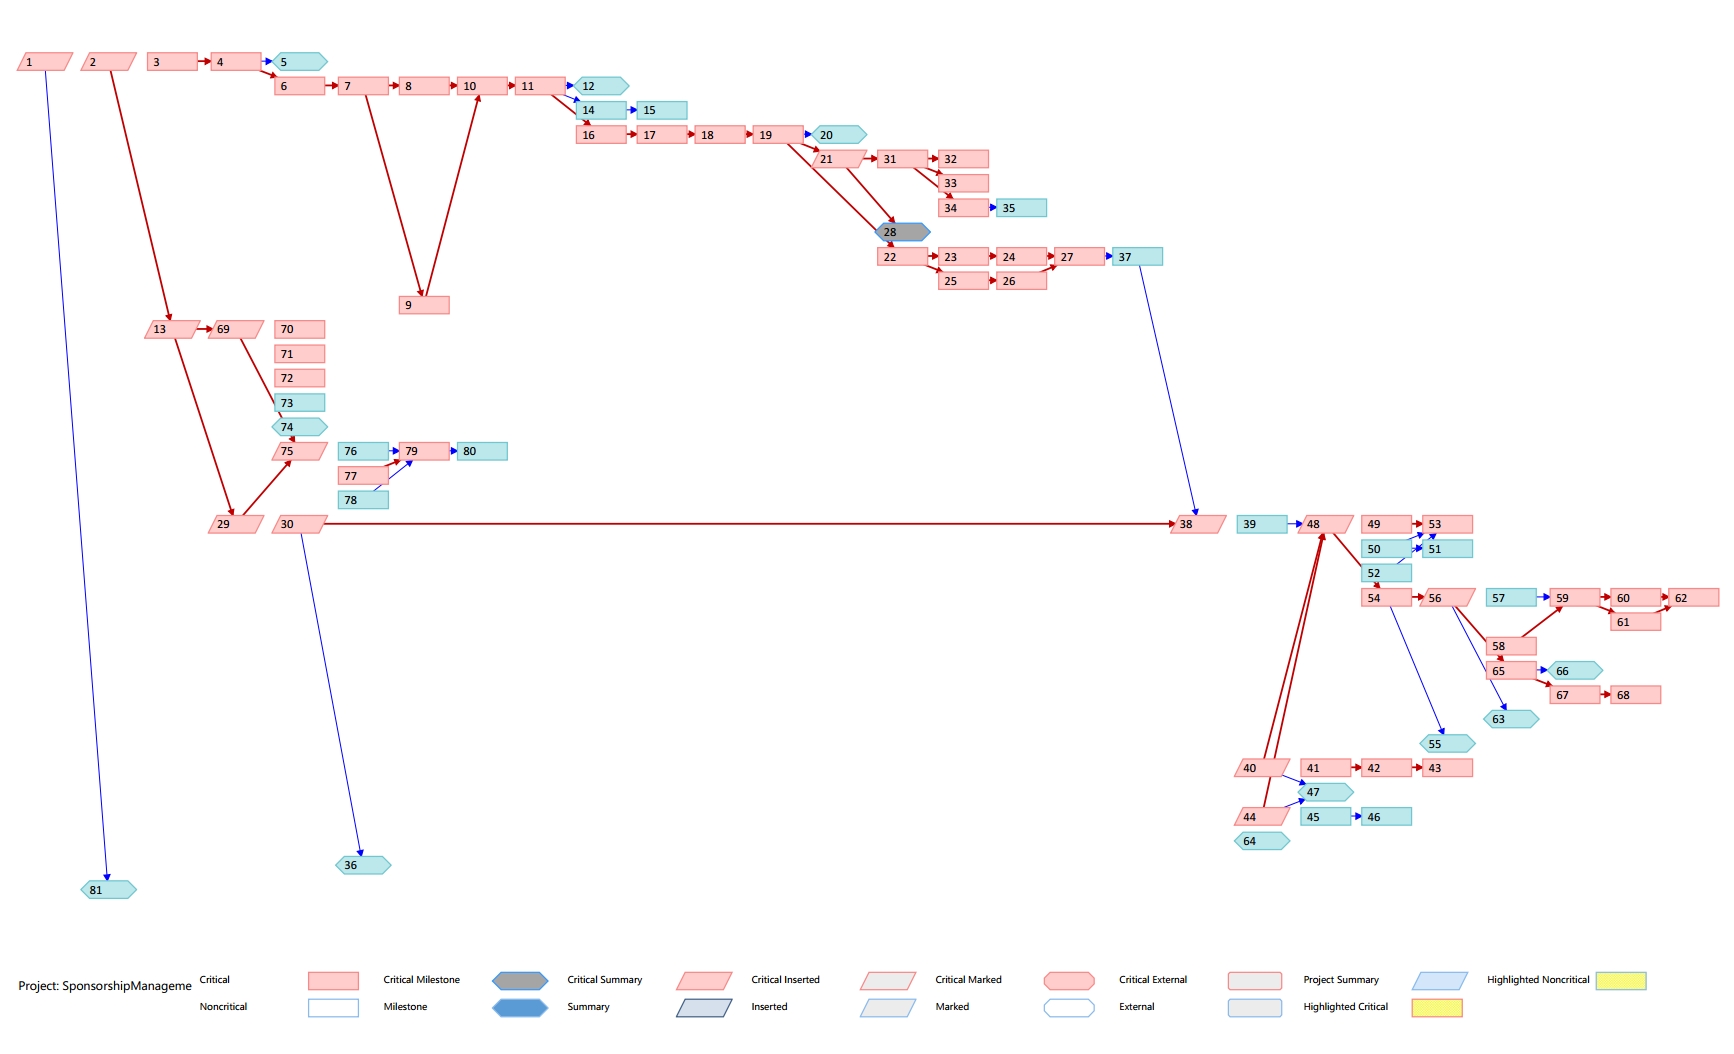 1 2 3 4 5
6 7 8 10 11 12
14 15
16 17 18 19 20
21 31 32
33
34 35
28
22 23 24 27 37
25 26
9
13 69 70
71
72
73
74
75 76 79 80
77
78
29 30 38 39 48 49 53
50 51
52
54 56 57 59 60 62
61
58
65 66
67 68
63
55
40 41 42 43
47
44 45 46
64
36
81
Project: SponsorshipManageme Critical Critical Milestone Critical Summary Critical Inserted Critical Marked Critical External Project Summary Highlighted Noncritical
Noncritical Milestone Summary Inserted Marked External Highlighted Critical